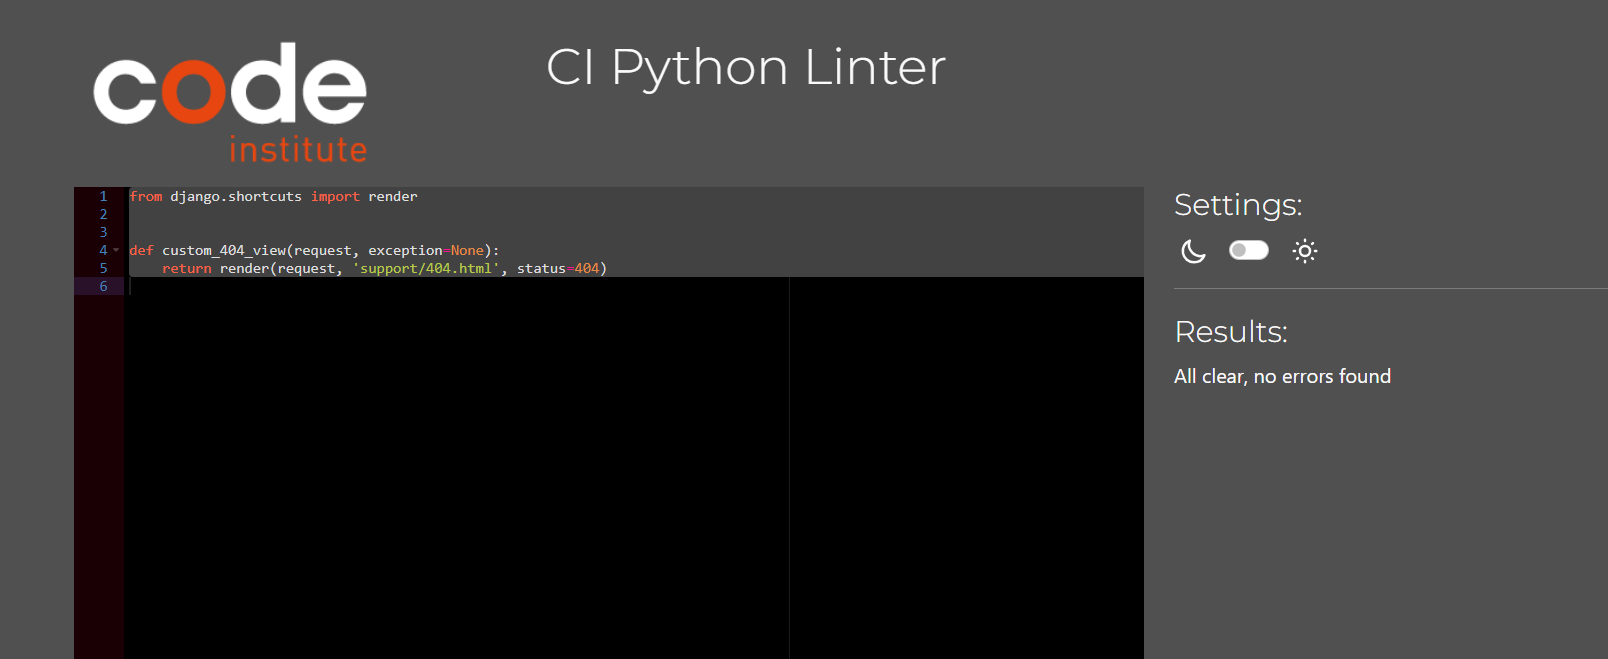 code
institute
CI Python Linter
1 from django.shortcuts import render
2
3
4 def custom_404_view(request, exception=None):
5     return render(request, 'support/404.html', status=404)
6
Settings:
Results:
All clear, no errors found